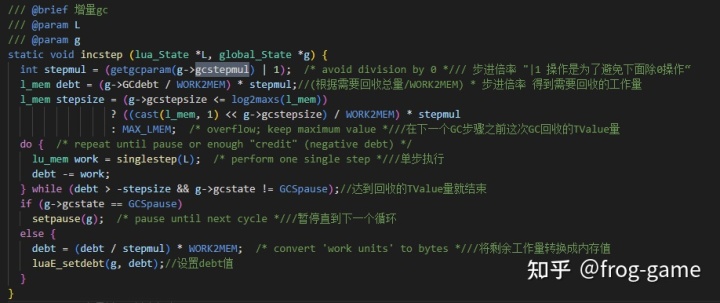 /// @brief 增量gc
/// @param L
/// @param g
static void incstep (lua_State *L, global_State *g) {
int stepmul = (getgcparam(g->gcstepmul) | 1);  /* avoid division by 0 *//// 步进倍率 "|1 操作是为了避免下面除0操作“
l_mem debt = (g->GCdebt / WORK2MEM) * stepmul;//(根据需要回收总量/WORK2MEM) * 步进倍率 得到需要回收的工作量
l_mem stepsize = (g->gcstepsize <= log2maxs(l_mem))
? ((cast(l_mem, 1) << g->gcstepsize) / WORK2MEM) * stepmul
: MAX_LMEM;  /* overflow; keep maximum value *////在下一个GC步骤之前这次GC回收的TValue量
do {  /* repeat until pause or enough "credit" (negative debt) */
lu_mem work = singlestep(L);  /* perform one single step *////单步执行
debt -= work;
} while (debt > -stepsize && g->gcstate != GCSpause);//达到回收的TValue量就结束
if (g->gcstate == GCSpause)
setpause(g);  /* pause until next cycle *////暂停直到下一个循环
else {
debt = (debt / stepmul) * WORK2MEM;  /* convert 'work units' to bytes *////将剩余工作量转换成内存值
luaE_setdebt(g, debt);//设置debt值
}
}
知乎 @frog-game